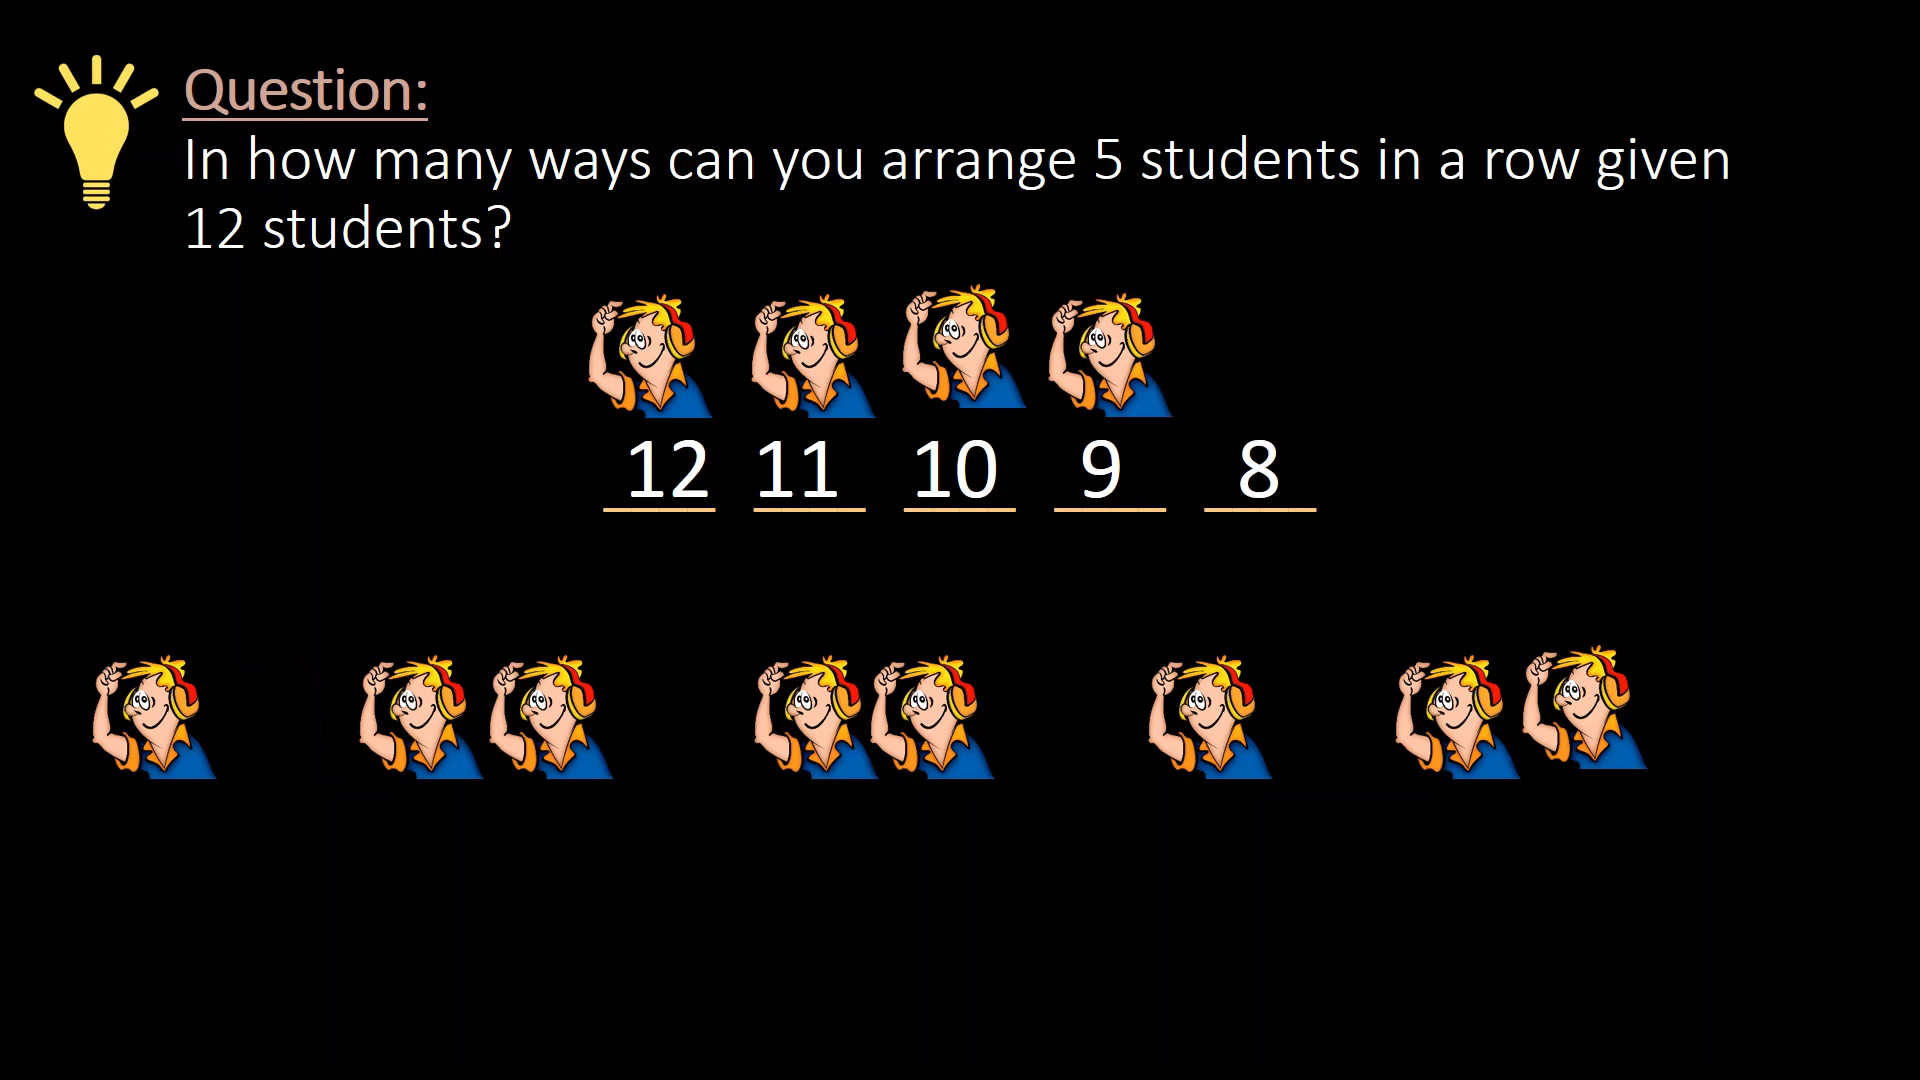 Question:
In how many ways can you arrange 5 students in a row given
12 students?
12 11 10 9 8